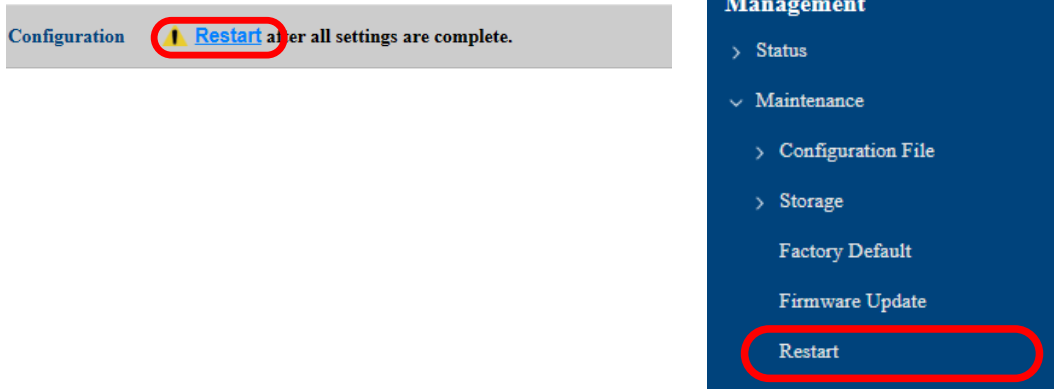 Configuration Restart after all settings are complete.
Management
Status
Maintenance
Configuration File
Storage
Factory Default
Firmware Update
Restart